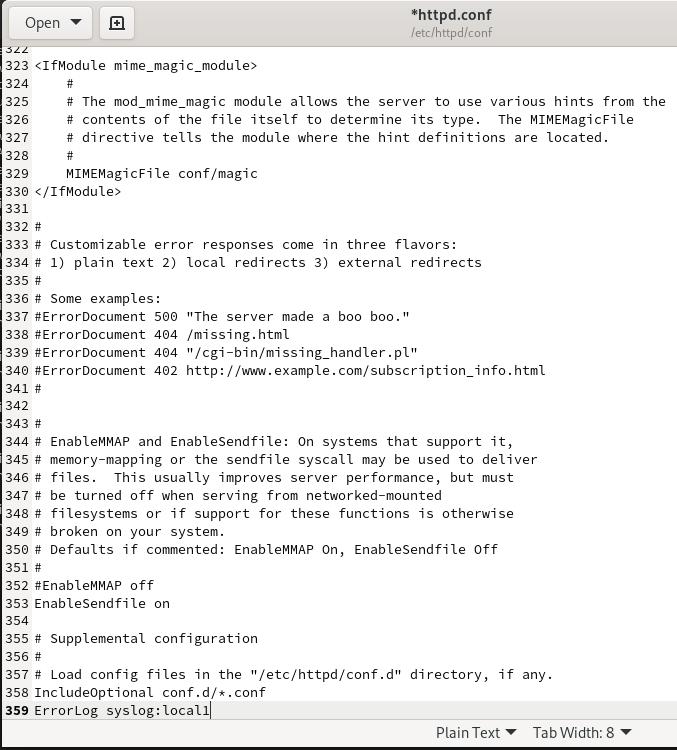 Open
*httpd.conf
/etc/httpd/conf
322
323 <IfModule mime_magic_module>
324     #
325     # The mod_mime_magic module allows the server to use various hints from the
326     # contents of the file itself to determine its type.  The MIMEMagicFile
327     # directive tells the module where the hint definitions are located.
328     #
329     MIMEMagicFile conf/magic
330 </IfModule>
331
332 #
333 # Customizable error responses come in three flavors:
334 # 1) plain text 2) local redirects 3) external redirects
335 #
336 # Some examples:
337 #ErrorDocument 500 "The server made a boo boo."
338 #ErrorDocument 404 /missing.html
339 #ErrorDocument 404 "/cgi-bin/missing_handler.pl"
340 #ErrorDocument 402 http://www.example.com/subscription_info.html
341 #
342
343 #
344 # EnableMMAP and EnableSendfile: On systems that support it,
345 # memory-mapping or the sendfile syscall may be used to deliver
346 # files.  This usually improves server performance, but must
347 # be turned off when serving from networked-mounted
348 # filesystems or if support for these functions is otherwise
349 # broken on your system.
350 # Defaults if commented: EnableMMAP On, EnableSendfile Off
351 #
352 #EnableMMAP off
353 EnableSendfile on
354
355 # Supplemental configuration
356 #
357 # Load config files in the "/etc/httpd/conf.d" directory, if any.
358 IncludeOptional conf.d/*.conf
359 ErrorLog syslog:local1
Plain Text Tab Width: 8